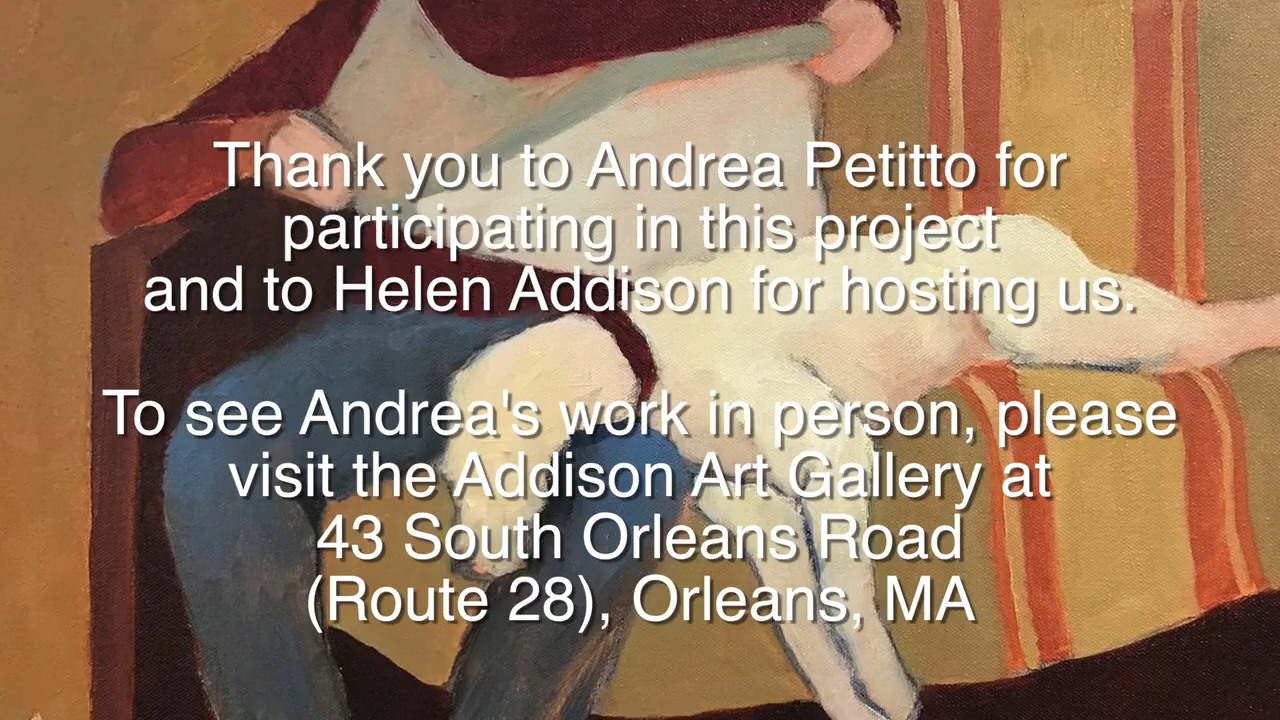 Thank you to Andrea Petitto for
participating in this project
and to Helen Addison for hosting us.
To see Andrea's work in person, please
visit the Addison Art Gallery at
43 South Orleans Road
(Route 28), Orleans, MA